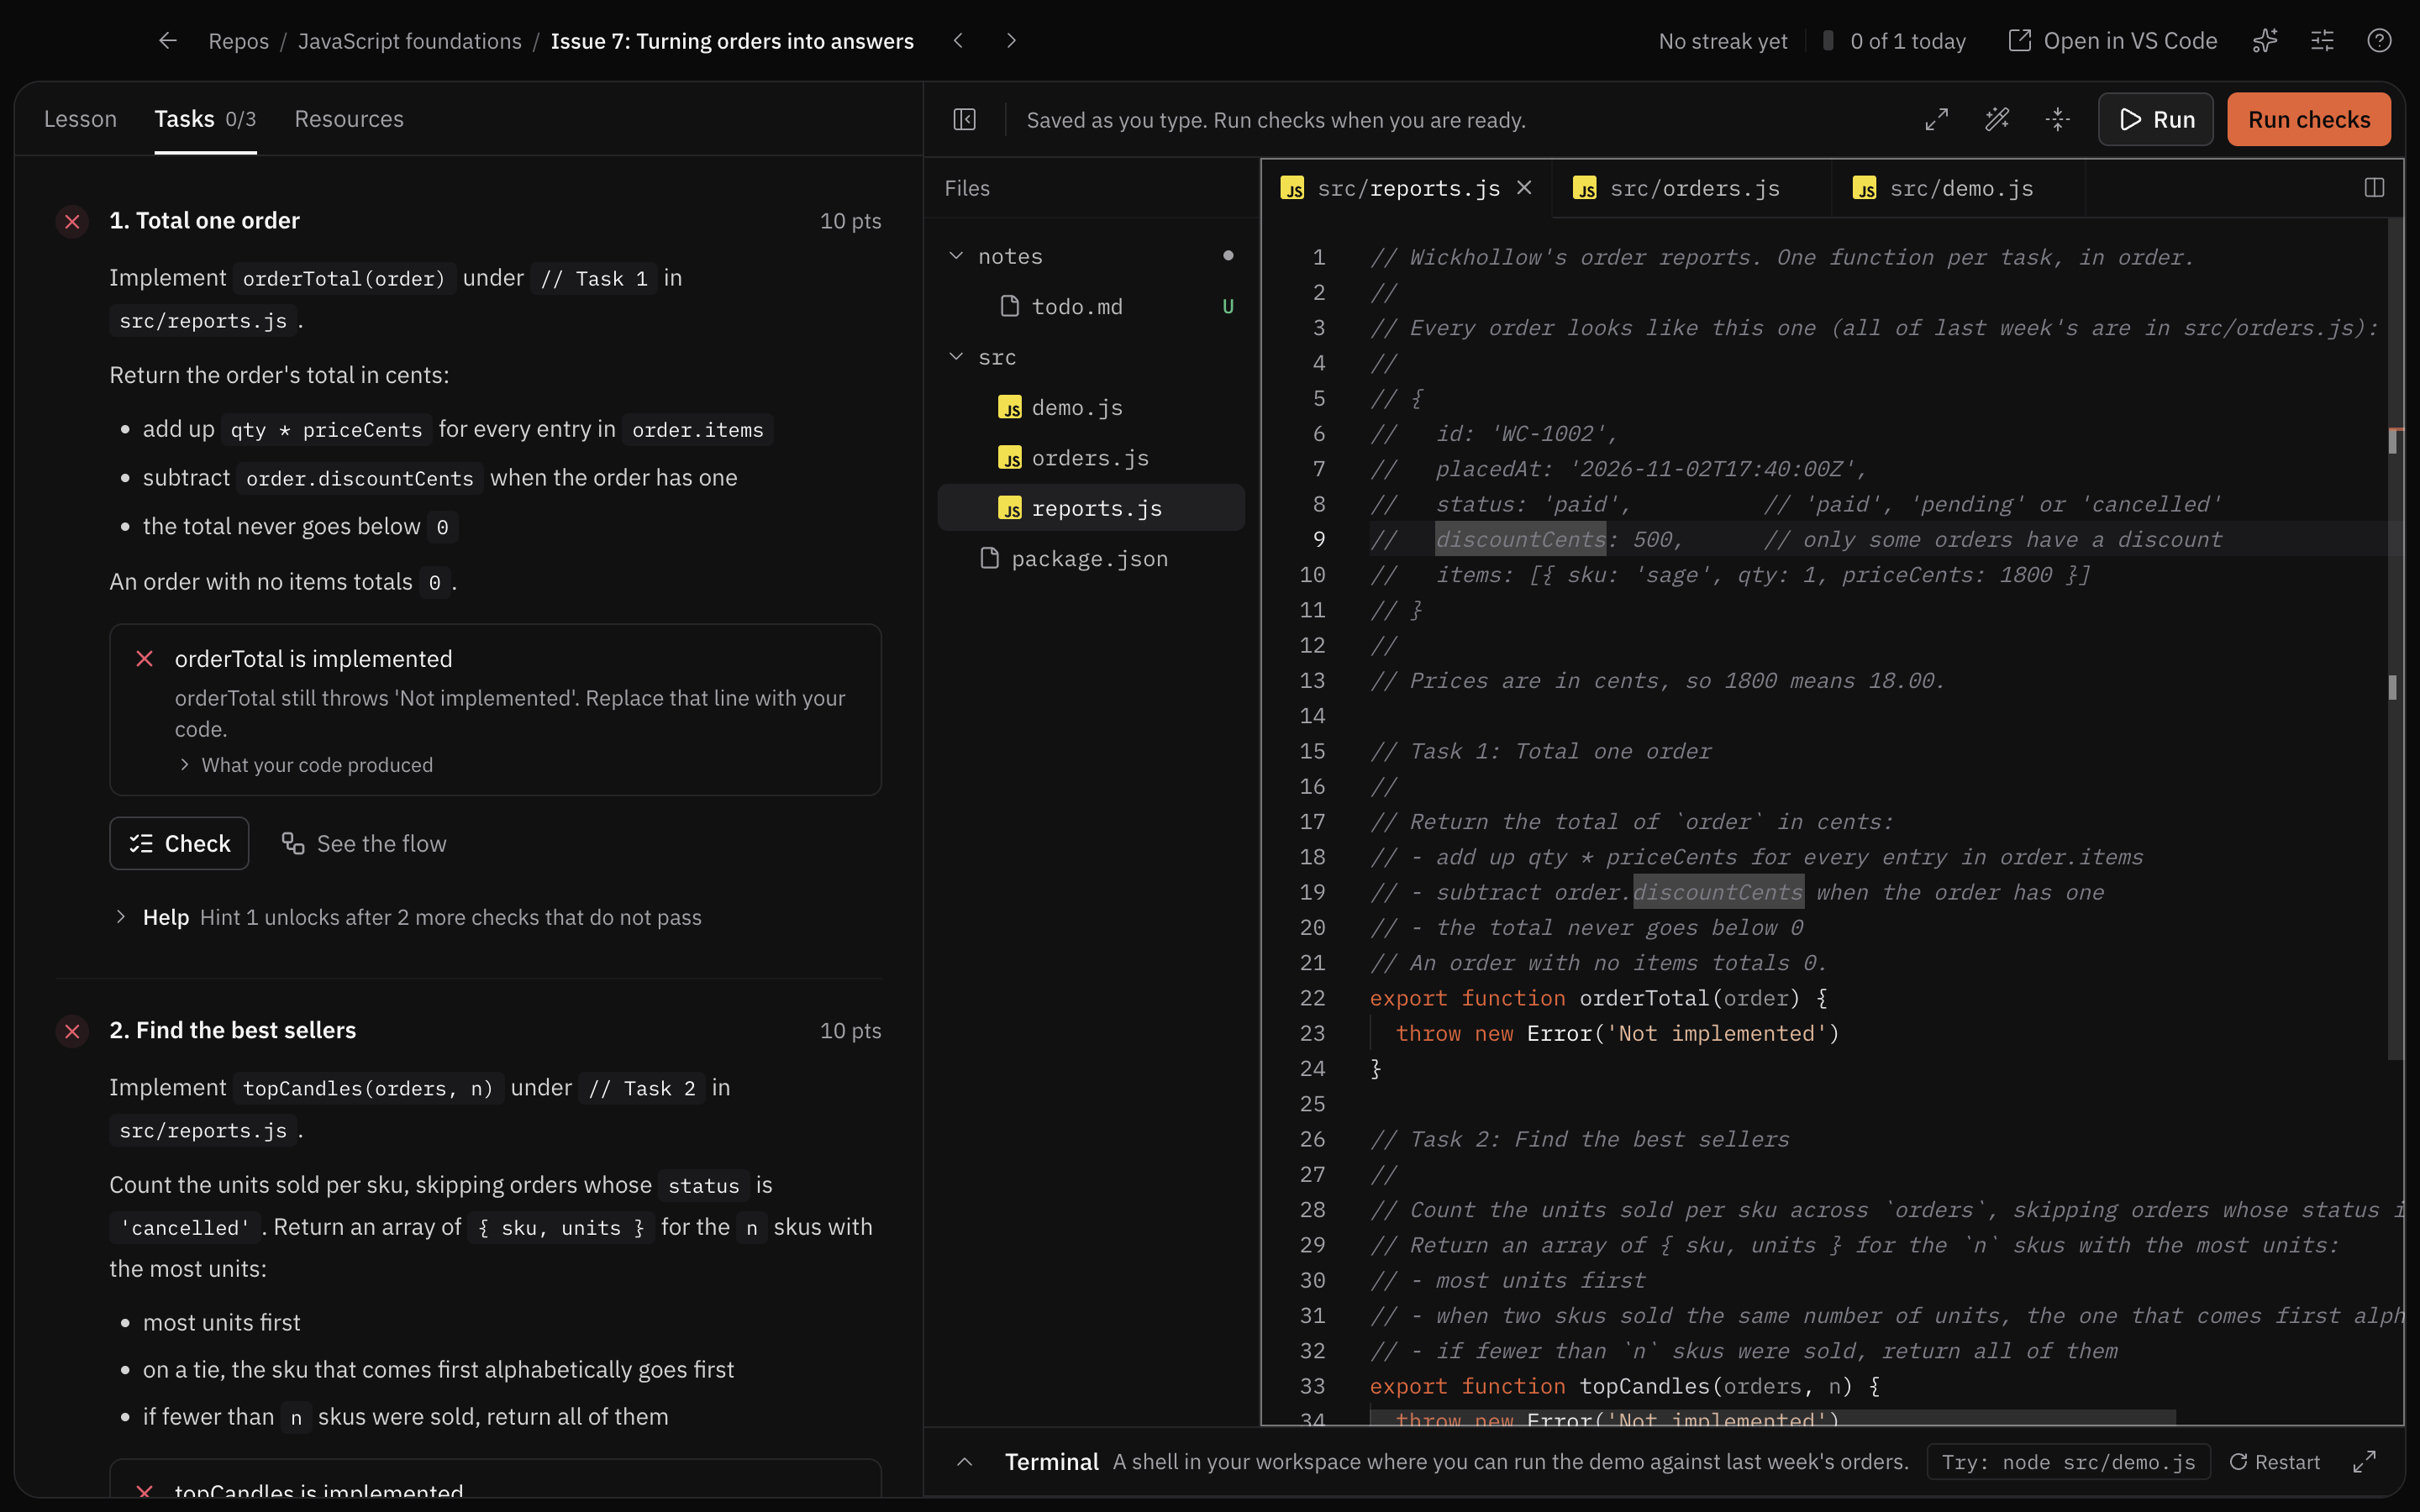 Repos / JavaScript foundations / Issue 7: Turning orders into answers
No streak yet
0 of 1 today
Open in VS Code
Lesson
Tasks 0/3
Resources
1. Total one order
10 pts
Implement orderTotal(order) under // Task 1 in
src/reports.js .
Return the order's total in cents:
• add up qty * priceCents for every entry in order.items
• subtract order.discountCents when the order has one
• the total never goes below 0
An order with no items totals 0 .
orderTotal is implemented
orderTotal still throws 'Not implemented'. Replace that line with your
code.
What your code produced
Check
See the flow
Help Hint 1 unlocks after 2 more checks that do not pass
2. Find the best sellers
10 pts
Implement topCandles(orders, n) under // Task 2 in
src/reports.js .
Count the units sold per sku, skipping orders whose status is
'cancelled' . Return an array of { sku, units } for the n skus with
the most units:
• most units first
• on a tie, the sku that comes first alphabetically goes first
• if fewer than n skus were sold, return all of them
topCandles is implemented
Saved as you type. Run checks when you are ready.
Run
Run checks
Files
notes
todo.md U
src
JS demo.js
JS orders.js
JS reports.js
package.json
JS src/reports.js
JS src/orders.js
JS src/demo.js
1 // Wickhollow's order reports. One function per task, in order.
2 //
3 // Every order looks like this one (all of last week's are in src/orders.js):
4 //
5 // {
6 //   id: 'WC-1002',
7 //   placedAt: '2026-11-02T17:40:00Z',
8 //   status: 'paid',          // 'paid', 'pending' or 'cancelled'
9 //   discountCents: 500,      // only some orders have a discount
10 //   items: [{ sku: 'sage', qty: 1, priceCents: 1800 }]
11 // }
12 //
13 // Prices are in cents, so 1800 means 18.00.
14
15 // Task 1: Total one order
16 //
17 // Return the total of `order` in cents:
18 // - add up qty * priceCents for every entry in order.items
19 // - subtract order.discountCents when the order has one
20 // - the total never goes below 0
21 // An order with no items totals 0.
22 export function orderTotal(order) {
23   throw new Error('Not implemented')
24 }
25
26 // Task 2: Find the best sellers
27 //
28 // Count the units sold per sku across `orders`, skipping orders whose status i
29 // Return an array of { sku, units } for the `n` skus with the most units:
30 // - most units first
31 // - when two skus sold the same number of units, the one that comes first alph
32 // - if fewer than `n` skus were sold, return all of them
33 export function topCandles(orders, n) {
34   throw new Error('Not implemented')
Terminal A shell in your workspace where you can run the demo against last week's orders.
Try: node src/demo.js
Restart